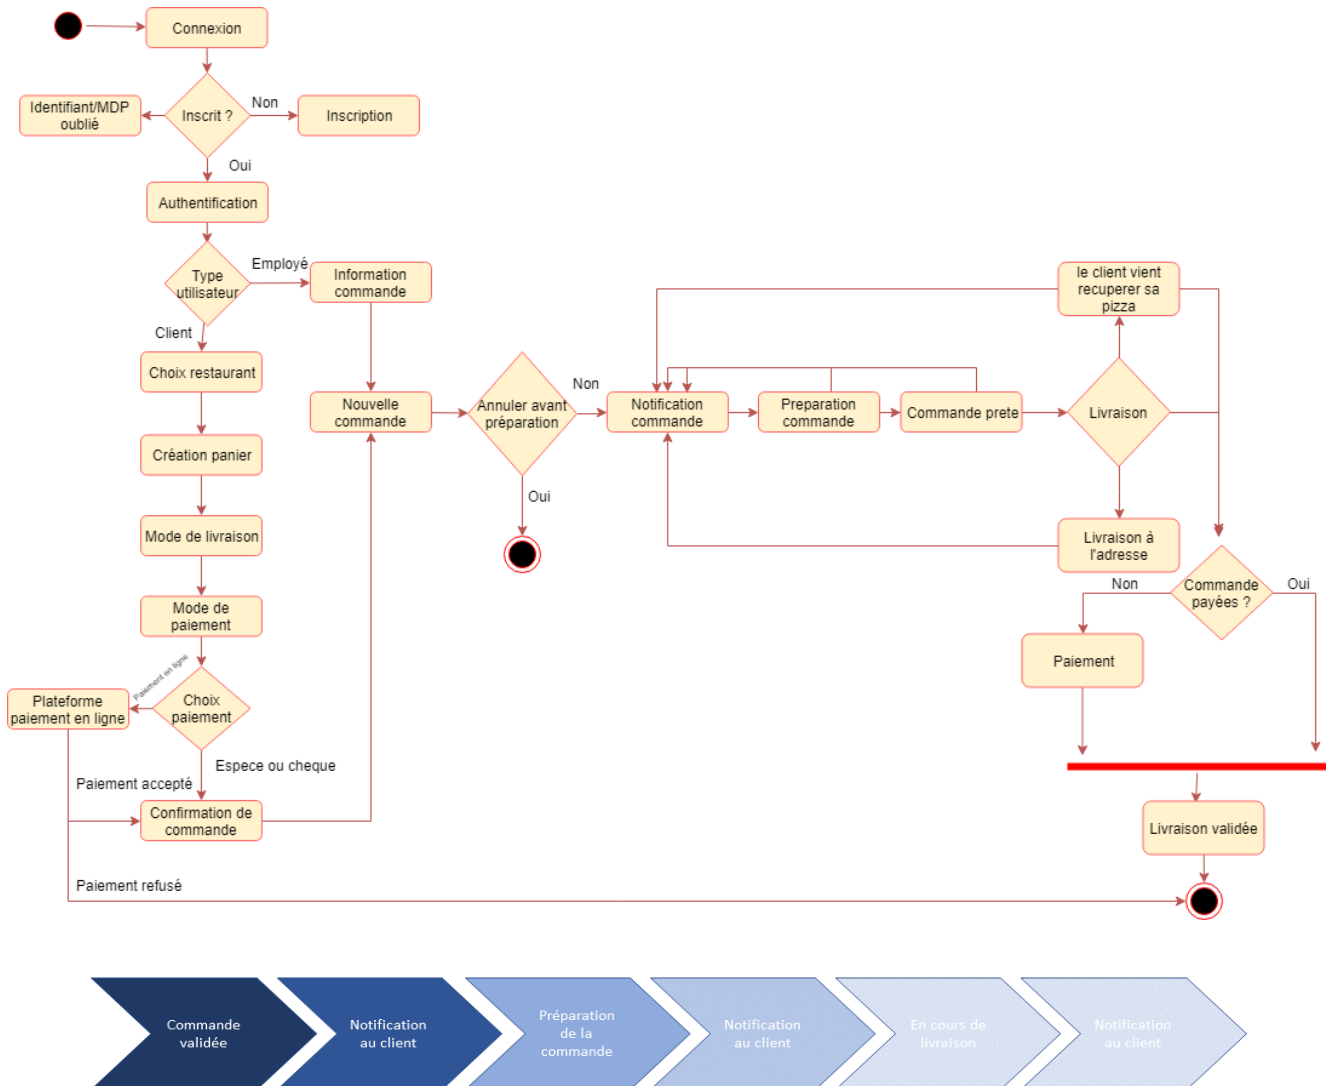 Connexion
Identifiant/MDP
oublié
Inscrit ?
Non
Inscription
Oui
Authentification
Type
utilisateur
Employé
Information
commande
Client
Choix restaurant
Création panier
Mode de livraison
Mode de
paiement
Paiement en ligne
Choix
paiement
Plateforme
paiement en ligne
Espece ou cheque
Paiement accepté
Confirmation de
commande
Paiement refusé
Nouvelle
commande
Annuler avant
préparation
Non
Oui
Notification
commande
Preparation
commande
Commande prete
Livraison
le client vient
recuperer sa
pizza
Livraison à
l'adresse
Commande
payées ?
Non
Oui
Paiement
Livraison validée
Commande
validée
Notification
au client
Préparation
de la
commande
Notification
au client
En cours de
livraison
Notification
au client